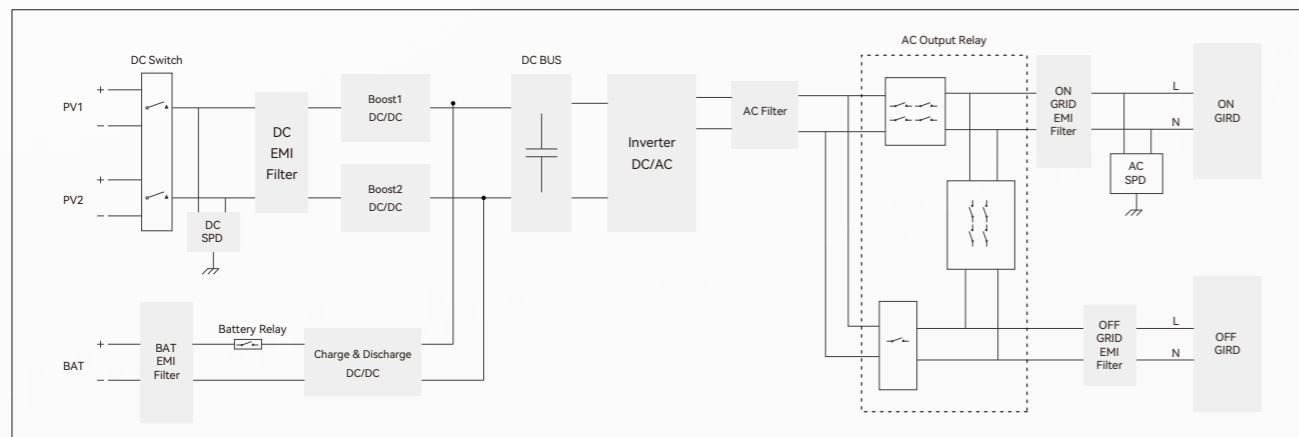 DC Switch
PV1
+
−
PV2
+
−
DC
SPD
DC
EMI
Filter
Boost1
DC/DC
Boost2
DC/DC
DC BUS
Inverter
DC/AC
AC Filter
AC Output Relay
ON
GRID
EMI
Filter
L
N
AC
SPD
ON
GIRD
BAT
+
−
BAT
EMI
Filter
Battery Relay
Charge & Discharge
DC/DC
OFF
GRID
EMI
Filter
L
N
OFF
GIRD